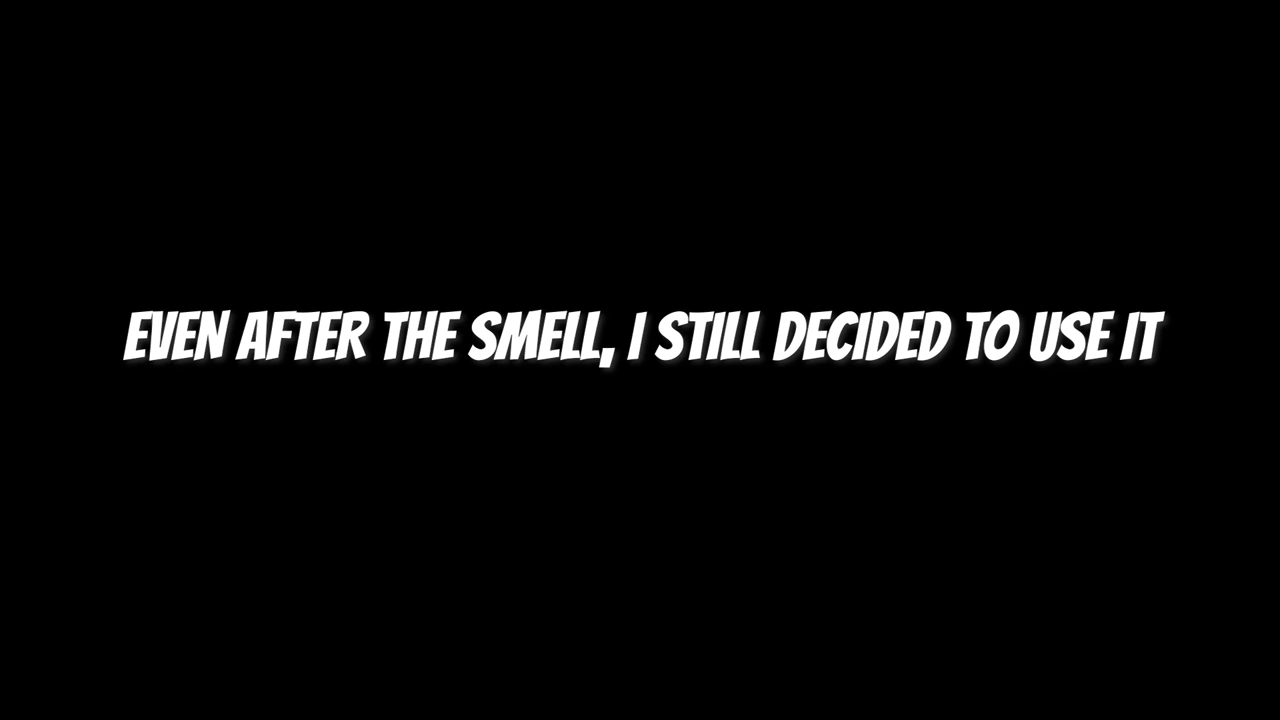 EVEN AFTER THE SMELL, I STILL DECIDED TO USE IT